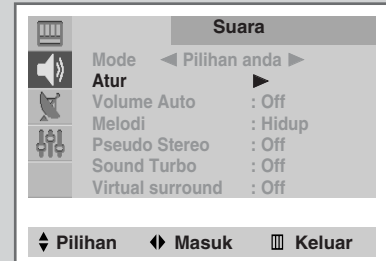 Suara
Mode ◀ Pilihan anda ▶
Atur ▶
Volume Auto : Off
Melodi : Hidup
Pseudo Stereo : Off
Sound Turbo : Off
Virtual surround : Off
Pilihan Masuk Keluar